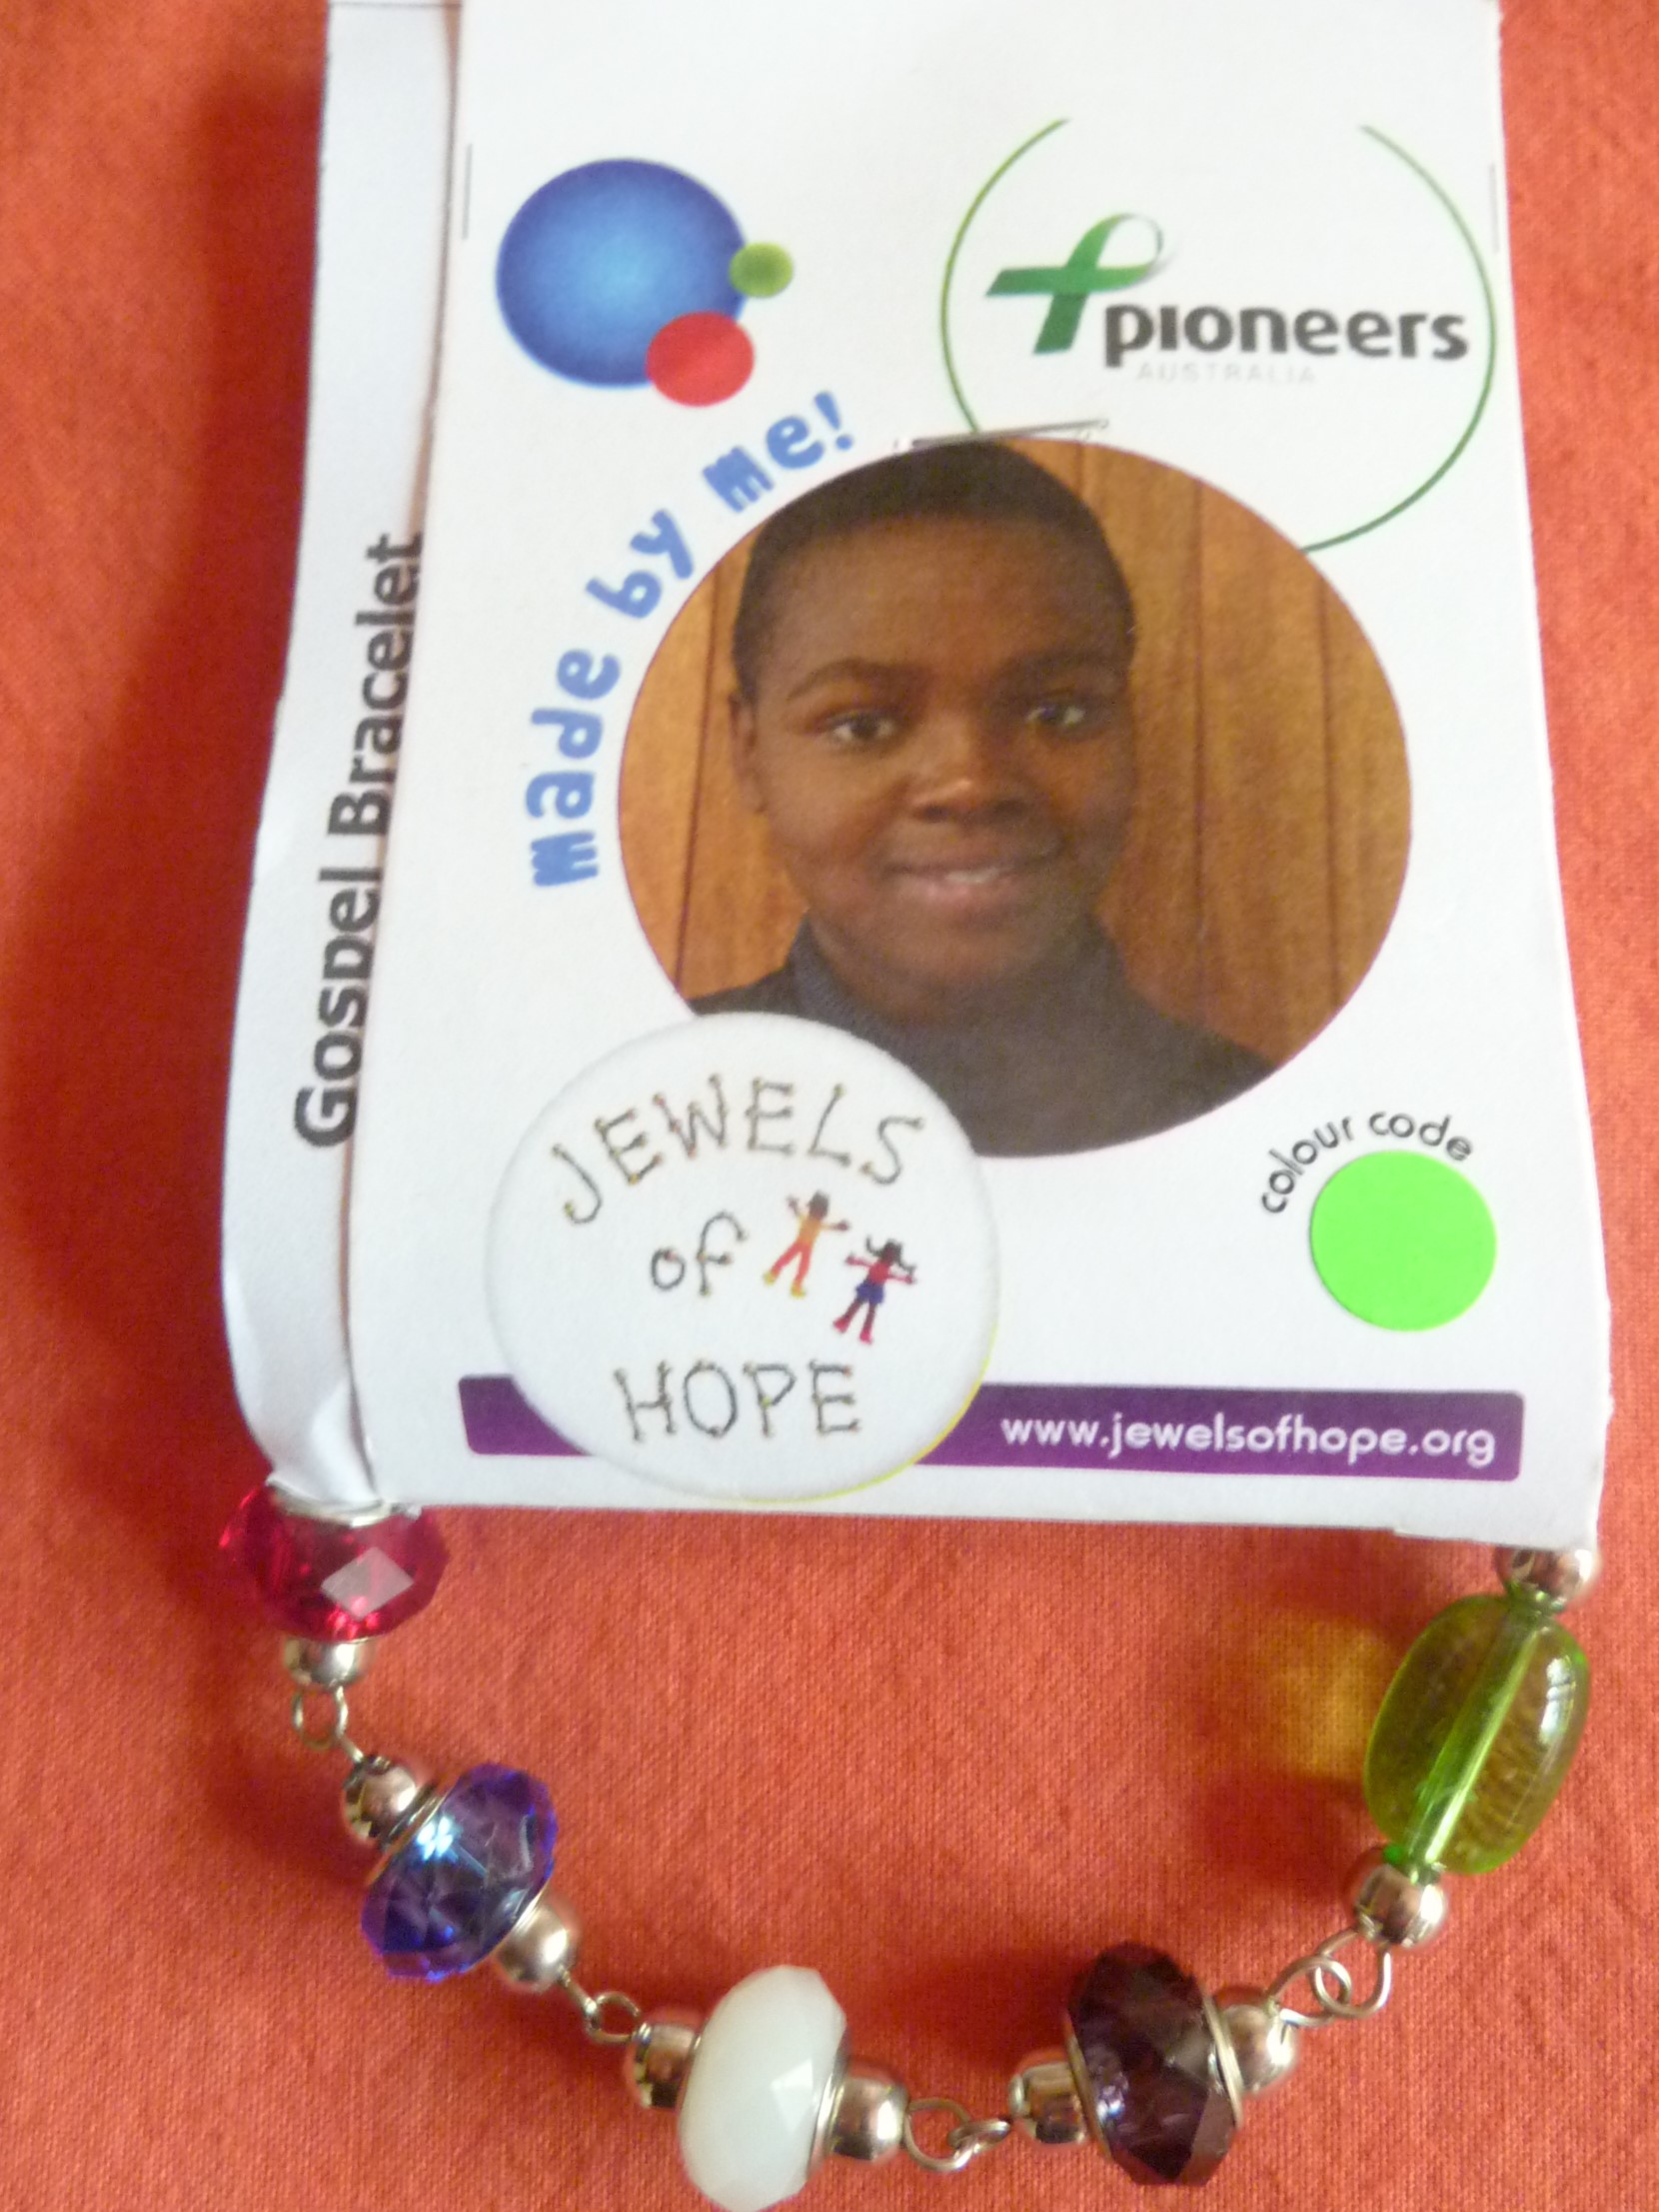 pioneers
AUSTRALIA
made by me!
Gospel Bracelet
JEWELS
of
HOPE
colour code
www.jewelsofhope.org